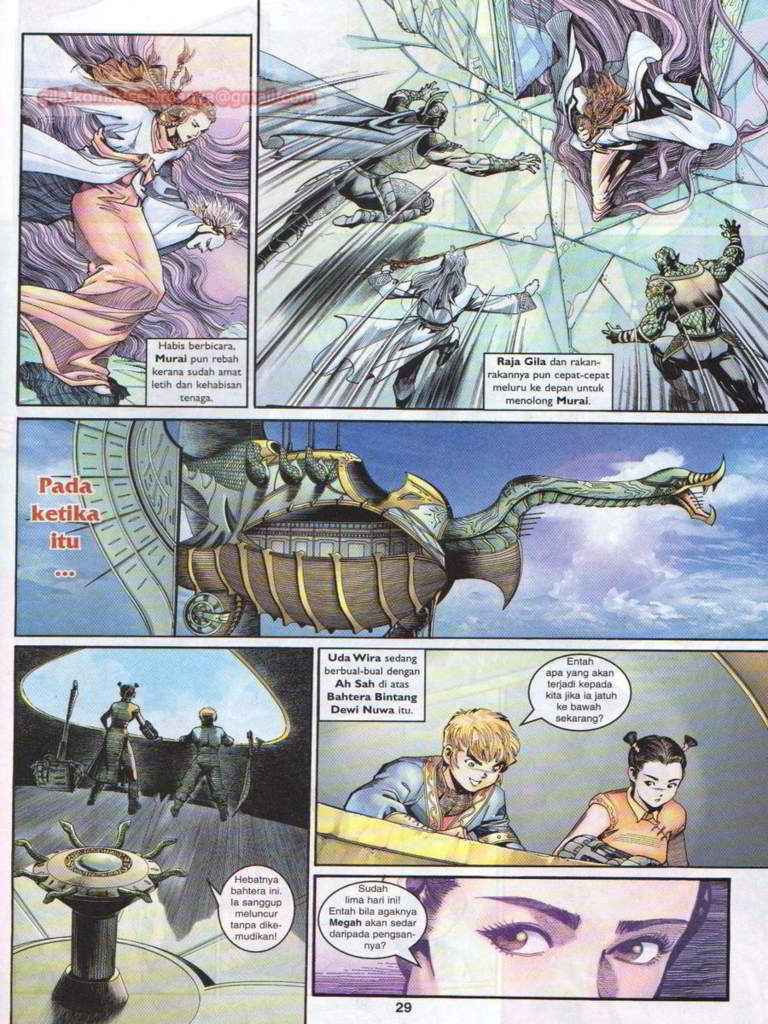 gila2komik
@gmail.com
Habis berbicara,
Murai pun rebah
kerana sudah amat
letih dan kehabisan
tenaga.
Raja Gila dan rakan-
rakannya pun cepat-cepat
meluru ke depan untuk
menolong Murai.
Pada
ketika
itu
...
Uda Wira sedang
berbual-bual dengan
Ah Sah di atas
Bahtera Bintang
Dewi Nuwa itu.
Entah
apa yang akan
terjadi kepada
kita jika ia jatuh
ke bawah
sekarang?
Hebatnya
bahtera ini.
Ia sanggup
meluncur
tanpa dike-
mudikan!
Sudah
lima hari ini!
Entah bila agaknya
Megah akan sedar
daripada pengsan-
nya?
29